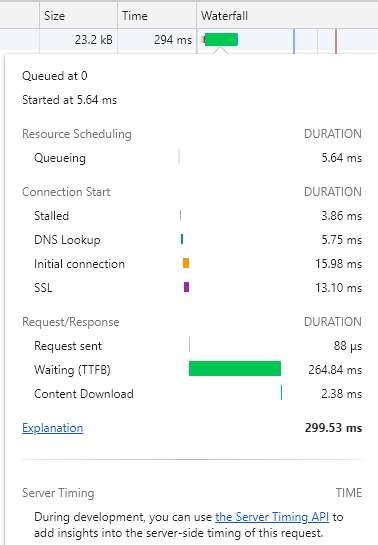 Size Time Waterfall
23.2 kB 294 ms
Queued at 0
Started at 5.64 ms
Resource Scheduling DURATION
Queueing 5.64 ms
Connection Start DURATION
Stalled 3.86 ms
DNS Lookup 5.75 ms
Initial connection 15.98 ms
SSL 13.10 ms
Request/Response DURATION
Request sent 88 µs
Waiting (TTFB) 264.84 ms
Content Download 2.38 ms
Explanation 299.53 ms
Server Timing TIME
During development, you can use the Server Timing API to
add insights into the server-side timing of this request.